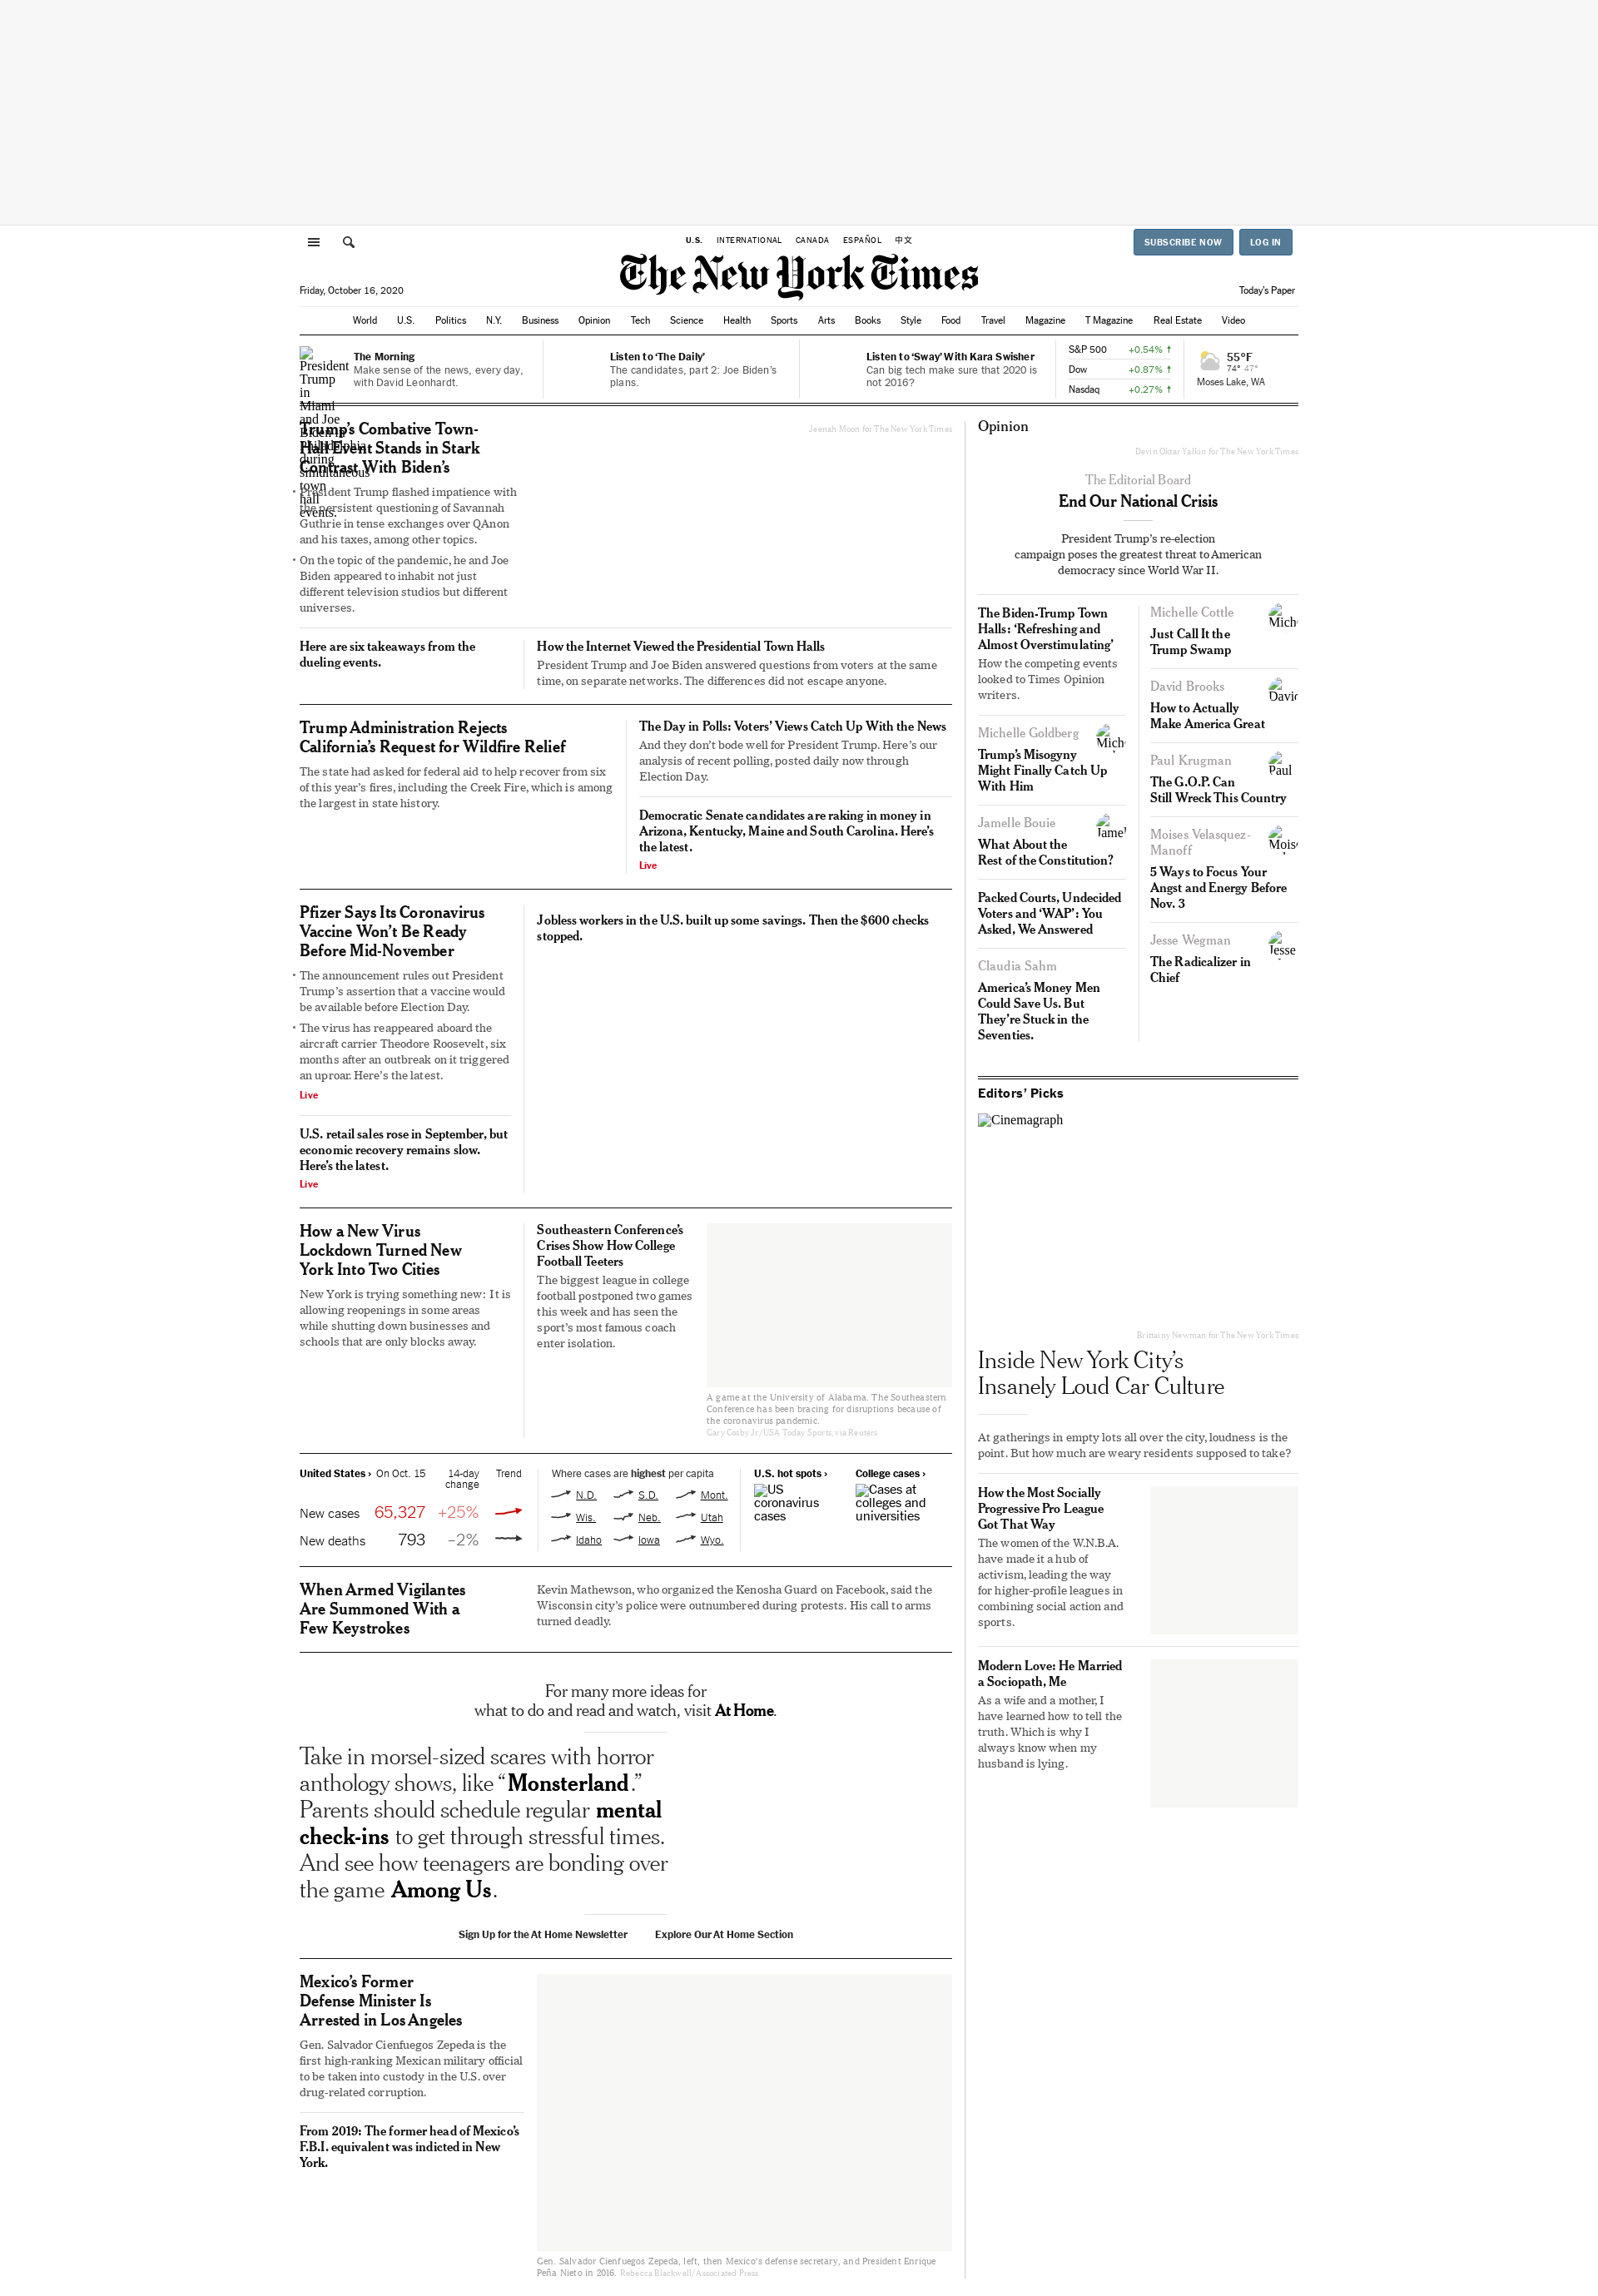 U.S. INTERNATIONAL CANADA ESPAÑOL 中文
SUBSCRIBE NOW LOG IN
The New York Times
Friday, October 16, 2020
Today's Paper
World U.S. Politics N.Y. Business Opinion Tech Science Health Sports Arts Books Style Food Travel Magazine T Magazine Real Estate Video
President
Trump
in
Miami
and Joe
Biden in
Philadelphia
during
simultaneous
town
hall
events.
The Morning
Make sense of the news, every day,
with David Leonhardt.
Listen to ‘The Daily’
The candidates, part 2: Joe Biden’s
plans.
Listen to ‘Sway’ With Kara Swisher
Can big tech make sure that 2020 is
not 2016?
S&P 500 +0.54%
Dow +0.87%
Nasdaq +0.27%
55°F
74° 47°
Moses Lake, WA
Trump’s Combative Town-
Hall Event Stands in Stark
Contrast With Biden’s
• President Trump flashed impatience with
the persistent questioning of Savannah
Guthrie in tense exchanges over QAnon
and his taxes, among other topics.
• On the topic of the pandemic, he and Joe
Biden appeared to inhabit not just
different television studios but different
universes.
Jeenah Moon for The New York Times
Here are six takeaways from the
dueling events.
How the Internet Viewed the Presidential Town Halls
President Trump and Joe Biden answered questions from voters at the same
time, on separate networks. The differences did not escape anyone.
Trump Administration Rejects
California’s Request for Wildfire Relief
The state had asked for federal aid to help recover from six
of this year’s fires, including the Creek Fire, which is among
the largest in state history.
The Day in Polls: Voters’ Views Catch Up With the News
And they don’t bode well for President Trump. Here’s our
analysis of recent polling, posted daily now through
Election Day.
Democratic Senate candidates are raking in money in
Arizona, Kentucky, Maine and South Carolina. Here’s
the latest.
Live
Pfizer Says Its Coronavirus
Vaccine Won’t Be Ready
Before Mid-November
• The announcement rules out President
Trump’s assertion that a vaccine would
be available before Election Day.
• The virus has reappeared aboard the
aircraft carrier Theodore Roosevelt, six
months after an outbreak on it triggered
an uproar. Here’s the latest.
Live
U.S. retail sales rose in September, but
economic recovery remains slow.
Here’s the latest.
Live
Jobless workers in the U.S. built up some savings. Then the $600 checks
stopped.
How a New Virus
Lockdown Turned New
York Into Two Cities
New York is trying something new: It is
allowing reopenings in some areas
while shutting down businesses and
schools that are only blocks away.
Southeastern Conference’s
Crises Show How College
Football Teeters
The biggest league in college
football postponed two games
this week and has seen the
sport’s most famous coach
enter isolation.
A game at the University of Alabama. The Southeastern
Conference has been bracing for disruptions because of
the coronavirus pandemic.
Gary Cosby Jr/USA Today Sports, via Reuters
United States › On Oct. 15 14-day
change Trend
New cases 65,327 +25%
New deaths 793 –2%
Where cases are highest per capita
N.D. S.D. Mont.
Wis. Neb. Utah
Idaho Iowa Wyo.
U.S. hot spots ›
US
coronavirus
cases
College cases ›
Cases at
colleges and
universities
When Armed Vigilantes
Are Summoned With a
Few Keystrokes
Kevin Mathewson, who organized the Kenosha Guard on Facebook, said the
Wisconsin city’s police were outnumbered during protests. His call to arms
turned deadly.
For many more ideas for
what to do and read and watch, visit At Home.
Take in morsel-sized scares with horror
anthology shows, like “Monsterland.”
Parents should schedule regular mental
check-ins to get through stressful times.
And see how teenagers are bonding over
the game Among Us.
Sign Up for the At Home Newsletter Explore Our At Home Section
Mexico’s Former
Defense Minister Is
Arrested in Los Angeles
Gen. Salvador Cienfuegos Zepeda is the
first high-ranking Mexican military official
to be taken into custody in the U.S. over
drug-related corruption.
From 2019: The former head of Mexico’s
F.B.I. equivalent was indicted in New
York.
Gen. Salvador Cienfuegos Zepeda, left, then Mexico’s defense secretary, and President Enrique
Peña Nieto in 2016. Rebecca Blackwell/Associated Press
Opinion
Devin Oktar Yalkin for The New York Times
The Editorial Board
End Our National Crisis
President Trump’s re-election
campaign poses the greatest threat to American
democracy since World War II.
The Biden-Trump Town
Halls: ‘Refreshing and
Almost Overstimulating’
How the competing events
looked to Times Opinion
writers.
Michelle Goldberg
Trump’s Misogyny
Might Finally Catch Up
With Him
Jamelle Bouie
What About the
Rest of the Constitution?
Packed Courts, Undecided
Voters and ‘WAP’: You
Asked, We Answered
Claudia Sahm
America’s Money Men
Could Save Us. But
They’re Stuck in the
Seventies.
Michelle Cottle
Just Call It the
Trump Swamp
David Brooks
How to Actually
Make America Great
Paul Krugman
Paul
The G.O.P. Can
Still Wreck This Country
Moises Velasquez-
Manoff
5 Ways to Focus Your
Angst and Energy Before
Nov. 3
Jesse Wegman
Jesse
The Radicalizer in
Chief
Editors’ Picks
Cinemagraph
Brittainy Newman for The New York Times
Inside New York City’s
Insanely Loud Car Culture
At gatherings in empty lots all over the city, loudness is the
point. But how much are weary residents supposed to take?
How the Most Socially
Progressive Pro League
Got That Way
The women of the W.N.B.A.
have made it a hub of
activism, leading the way
for higher-profile leagues in
combining social action and
sports.
Modern Love: He Married
a Sociopath, Me
As a wife and a mother, I
have learned how to tell the
truth. Which is why I
always know when my
husband is lying.